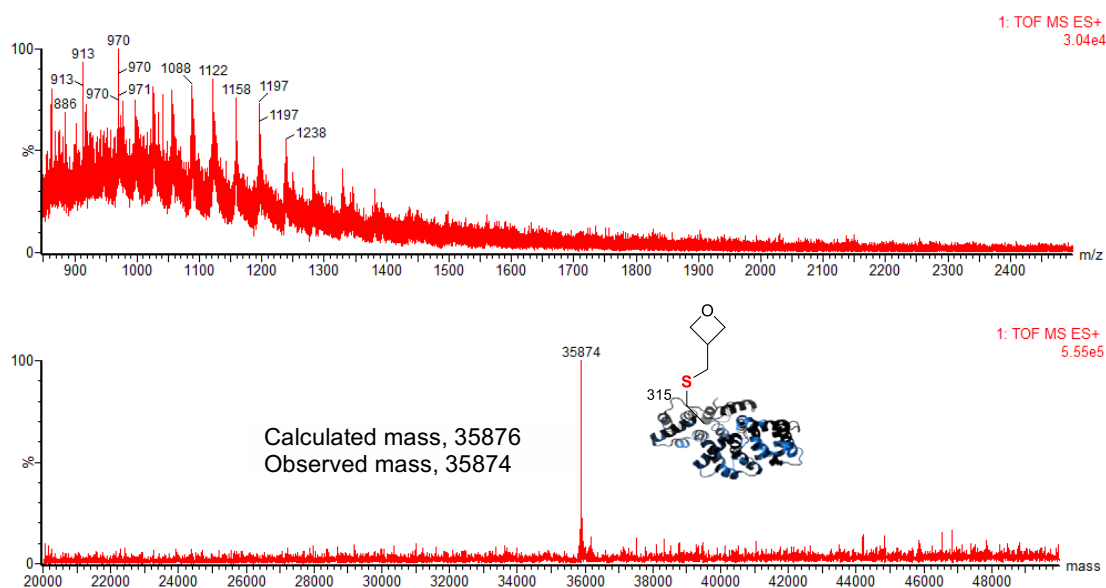 1: TOF MS ES+
3.04e4
100
%
0
913
913
886
970
970
970
971
1088
1122
1158
1197
1197
1238
900 1000 1100 1200 1300 1400 1500 1600 1700 1800 1900 2000 2100 2200 2300 2400
m/z
1: TOF MS ES+
5.55e5
100
%
0
35874
O
S
315
Calculated mass, 35876
Observed mass, 35874
20000 22000 24000 26000 28000 30000 32000 34000 36000 38000 40000 42000 44000 46000 48000
mass